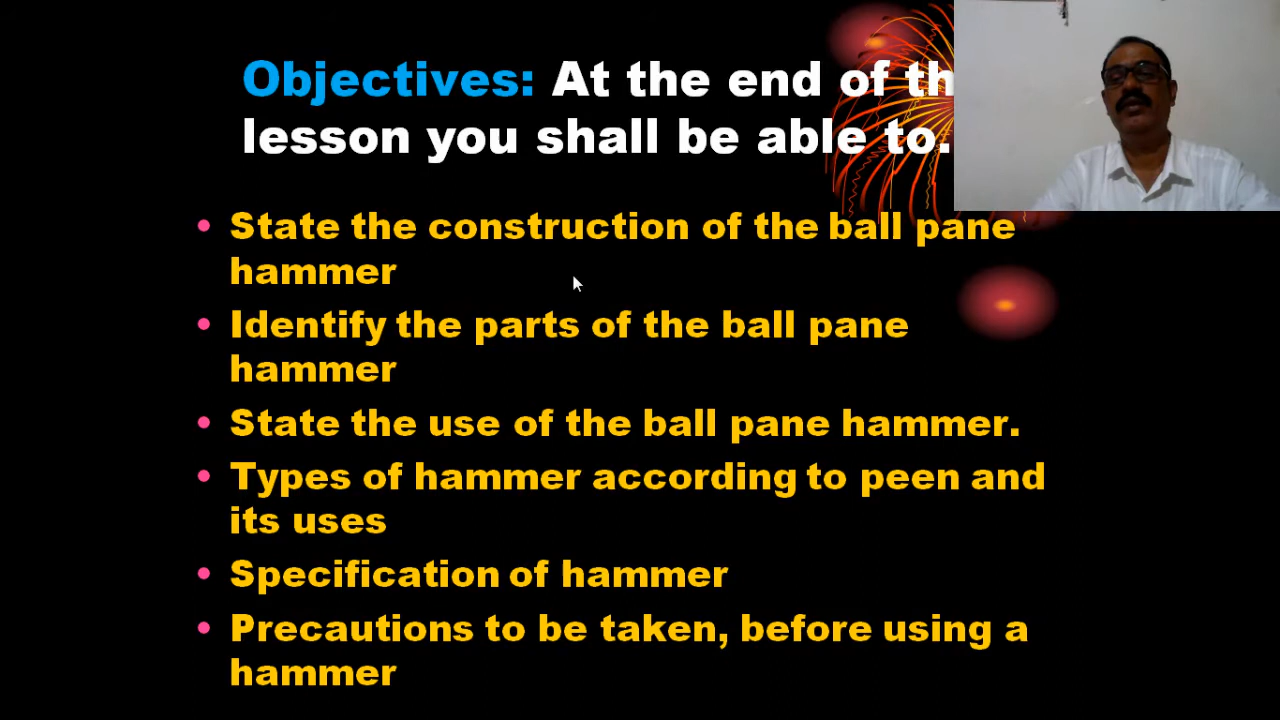 Objectives: At the end of th
lesson you shall be able to.
• State the construction of the ball pane
hammer
• Identify the parts of the ball pane
hammer
• State the use of the ball pane hammer.
• Types of hammer according to peen and
its uses
• Specification of hammer
• Precautions to be taken, before using a
hammer